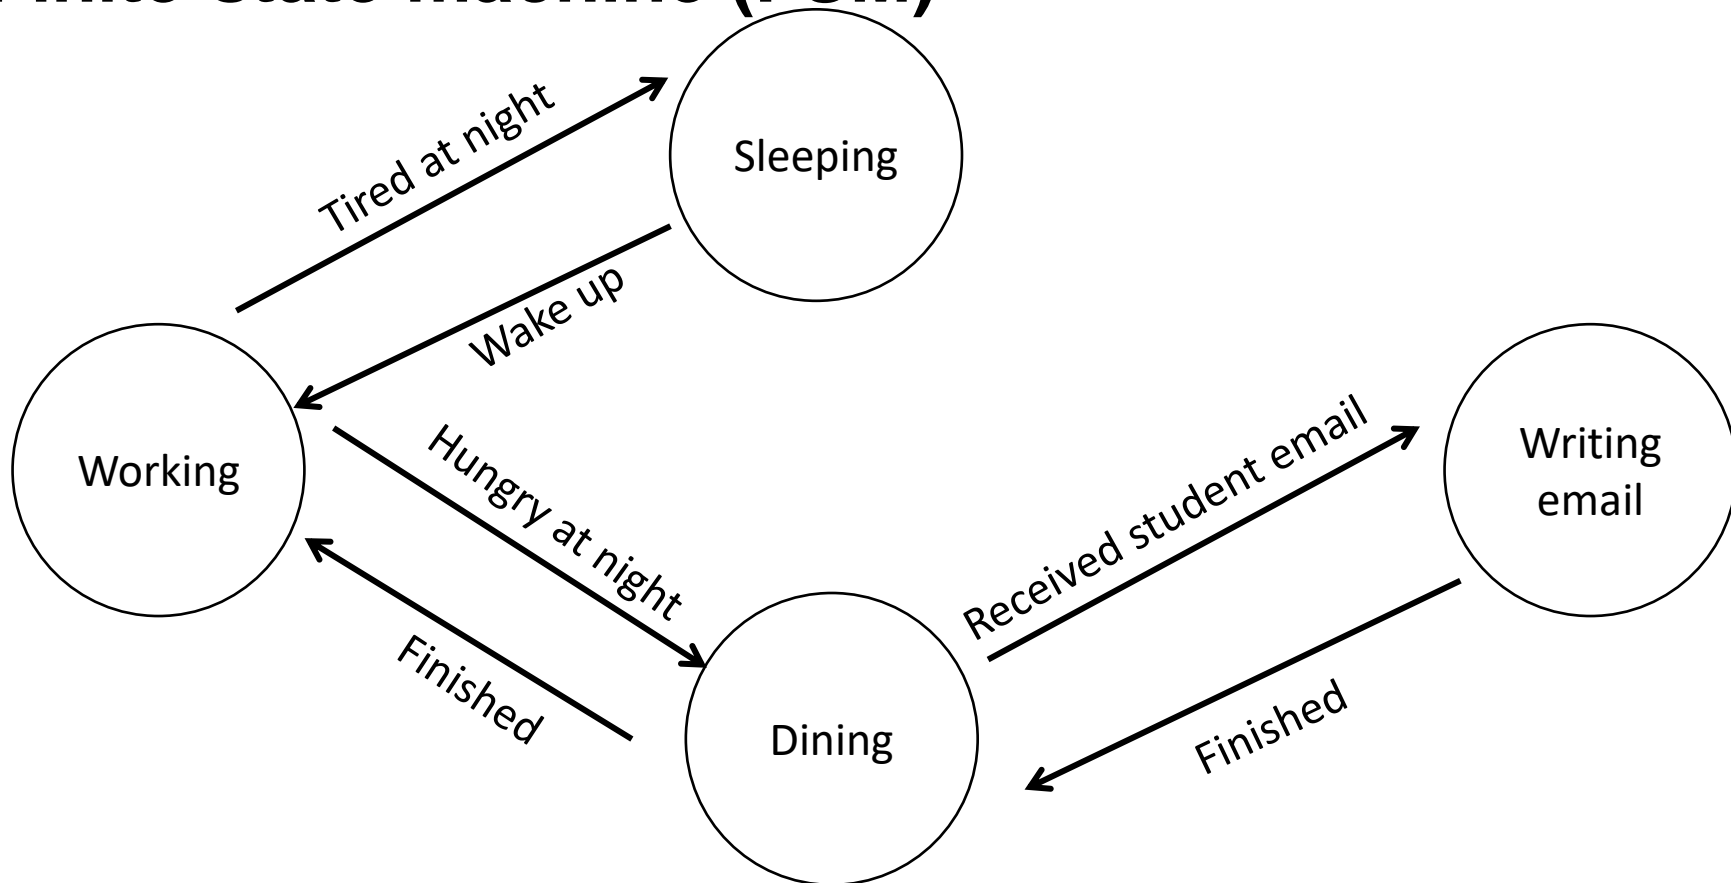 Finite State Machine (FSM)
Tired at night
Sleeping
Wake up
Working
Hungry at night
Finished
Dining
Received student email
Writing
email
Finished